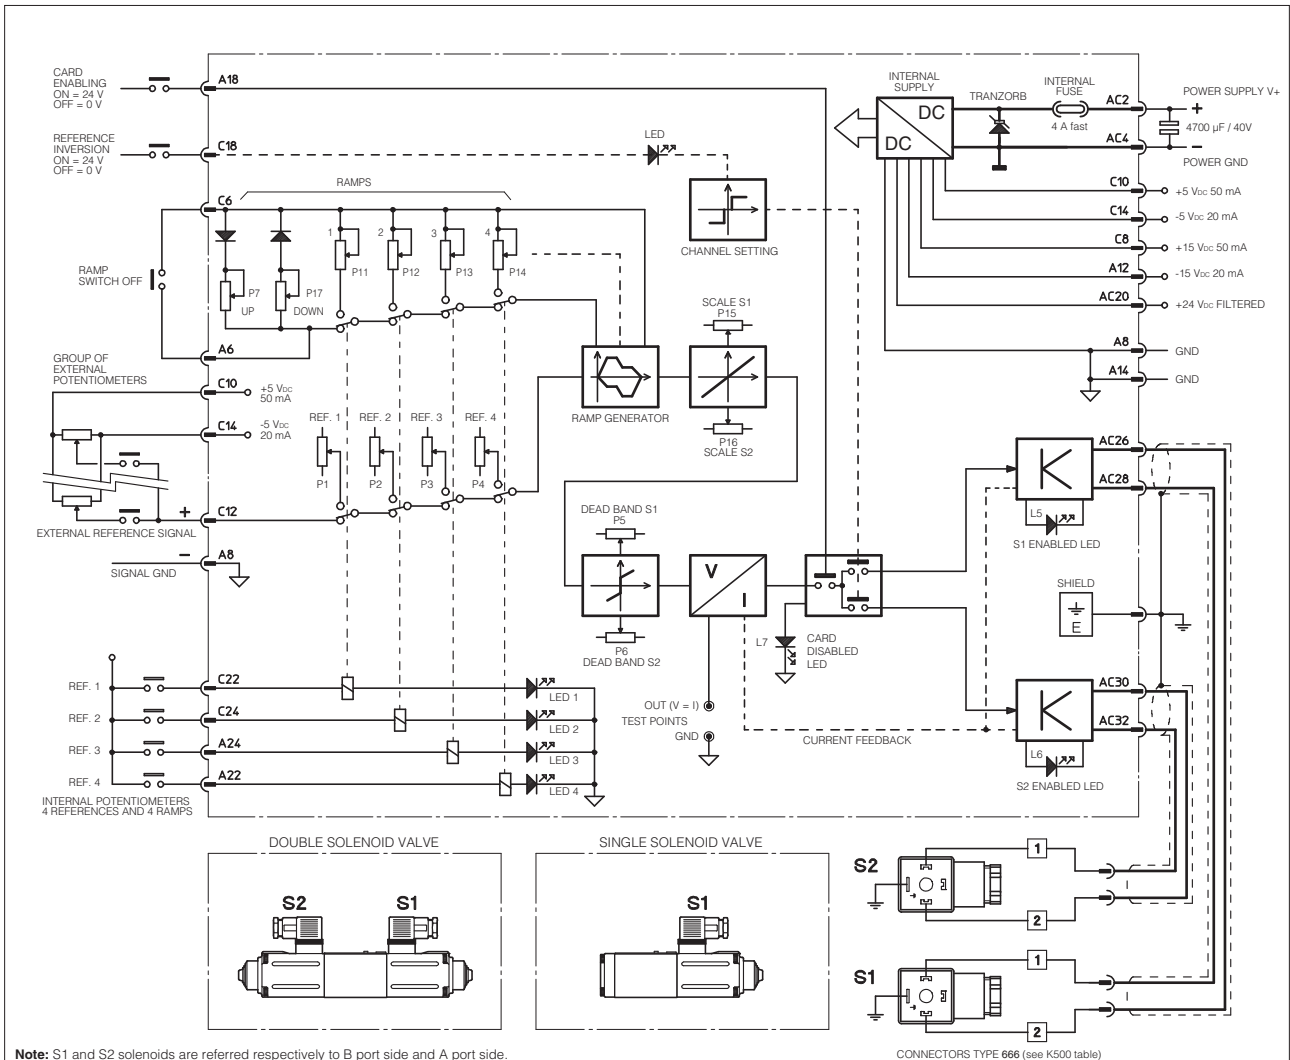 CARD
ENABLING
ON = 24 V
OFF = 0 V
A18
REFERENCE
INVERSION
ON = 24 V
OFF = 0 V
C18
LED
INTERNAL
SUPPLY
DC
DC
TRANZORB
INTERNAL
FUSE
4 A fast
AC2
AC4
POWER SUPPLY V+
+
4700 µF / 40V
−
POWER GND
C10
+5 VDC 50 mA
C14
-5 VDC 20 mA
C8
+15 VDC 50 mA
A12
-15 VDC 20 mA
AC20
+24 VDC FILTERED
A8
GND
A14
GND
RAMPS
C6
1
2
3
4
P11
P12
P13
P14
CHANNEL SETTING
RAMP
SWITCH OFF
P7
UP
P17
DOWN
A6
SCALE S1
P15
RAMP GENERATOR
P16
SCALE S2
GROUP OF
EXTERNAL
POTENTIOMETERS
C10
+5 VDC
50 mA
C14
-5 VDC
20 mA
REF. 1
REF. 2
REF. 3
REF. 4
P1
P2
P3
P4
+
C12
EXTERNAL REFERENCE SIGNAL
−
A8
SIGNAL GND
DEAD BAND S1
P5
P6
DEAD BAND S2
V
I
L7
CARD
DISABLED
LED
AC26
AC28
L5
S1 ENABLED LED
SHIELD
E
AC30
AC32
L6
S2 ENABLED LED
OUT (V = I)
TEST POINTS
GND
CURRENT FEEDBACK
REF. 1
C22
LED 1
REF. 2
C24
LED 2
REF. 3
A24
LED 3
REF. 4
A22
LED 4
INTERNAL POTENTIOMETERS
4 REFERENCES AND 4 RAMPS
DOUBLE SOLENOID VALVE
S2
S1
SINGLE SOLENOID VALVE
S1
S2
1
2
S1
1
2
Note: S1 and S2 solenoids are referred respectively to B port side and A port side.
CONNECTORS TYPE 666 (see K500 table)